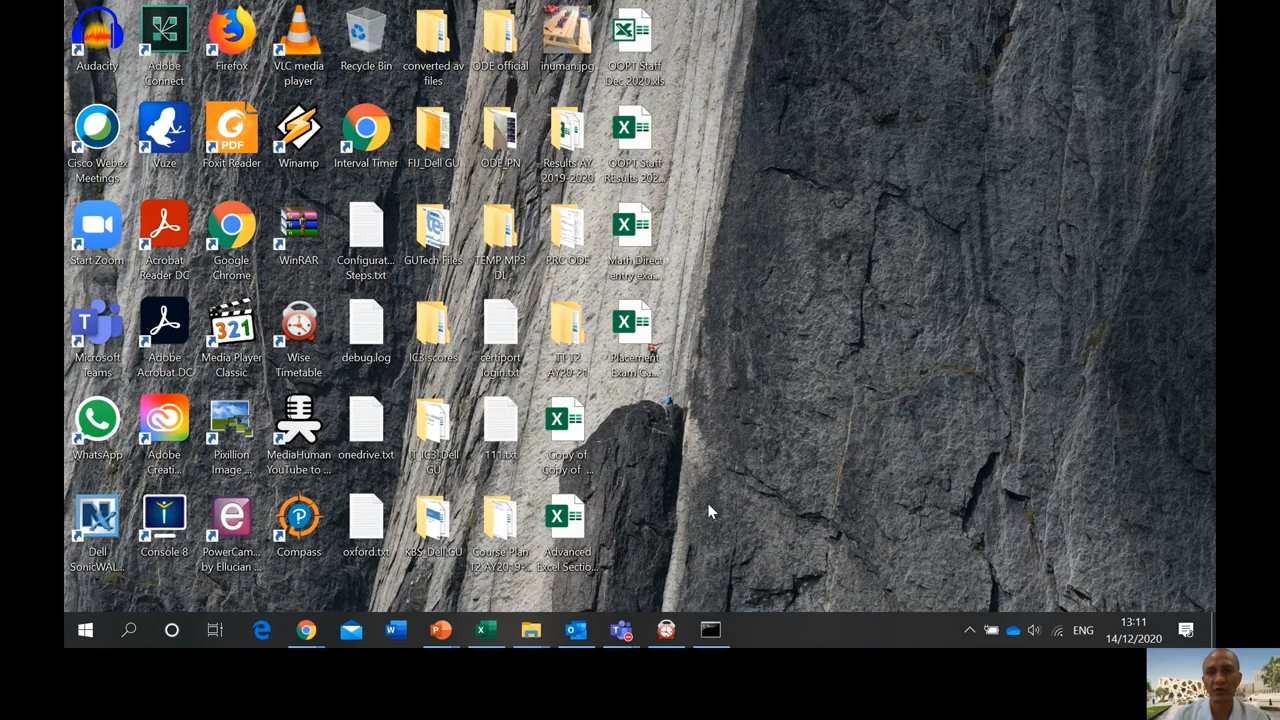 Audacity
Adobe
Connect
Firefox
VLC media
player
Recycle Bin
converted av
files
ODE official
inuman.jpg
OOPT Staff
Dec 2020.xls
Cisco Webex
Meetings
Vuze
PDF
Foxit Reader
Winamp
Interval Timer
FIJ_Dell GU
ODE_PN
Results AY
2019-2020
OOPT Staff
REsults 202...
Start Zoom
Acrobat
Reader DC
Google
Chrome
WinRAR
Configurat...
Steps.txt
GUTech Files
TEMP MP3
DL
PRC ODE
Math Direct
entry exa...
Microsoft
Teams
Adobe
Acrobat DC
321
Media Player
Classic
Wise
Timetable
debug.log
IC3 scores
certiport
login.txt
TT T2
AY20-21
Placement
Exam Ca...
WhatsApp
Adobe
Creati...
Pixillion
Image ...
MediaHuman
YouTube to ...
onedrive.txt
IT IC3 Dell
GU
111.txt
Copy of
Copy of ...
Dell
SonicWAL...
Console 8
PowerCam...
by Ellucian ...
Compass
oxford.txt
KBS_Dell.GU
Course Plan
T2 AY2019-...
Advanced
Excel Sectio...
ENG
13:11
14/12/2020